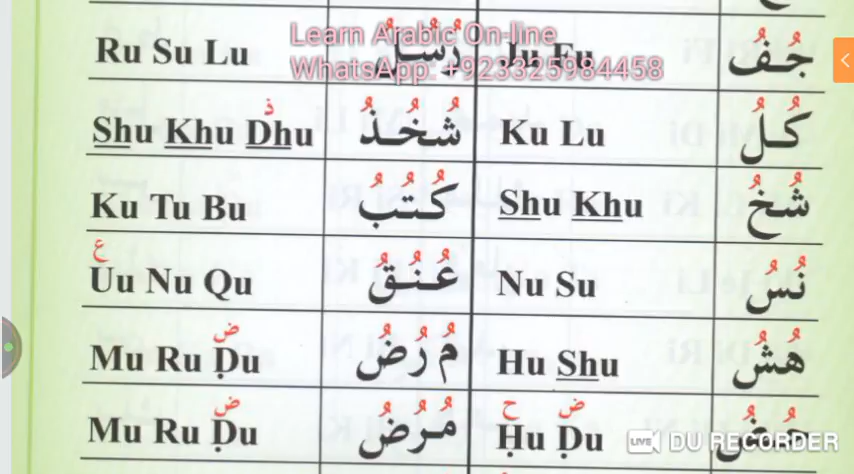 Learn Arabic On-line
WhatsApp: +923325984458
Ru Su Lu رُسُلُ Ju Fu جُفُ
ذ
Shu Khu Dhu شُخُذُ Ku Lu كُلُ
Ku Tu Bu كُتُبُ Shu Khu شُخُ
ع
Uu Nu Qu عُنُقُ Nu Su نُسُ
ض
Mu Ru Ḍu مُرُضُ Hu Shu هُشُ
ض ح ض
Mu Ru Ḍu مُرُضُ Ḥu Ḍu حُضُ
LIVE DU RECORDER